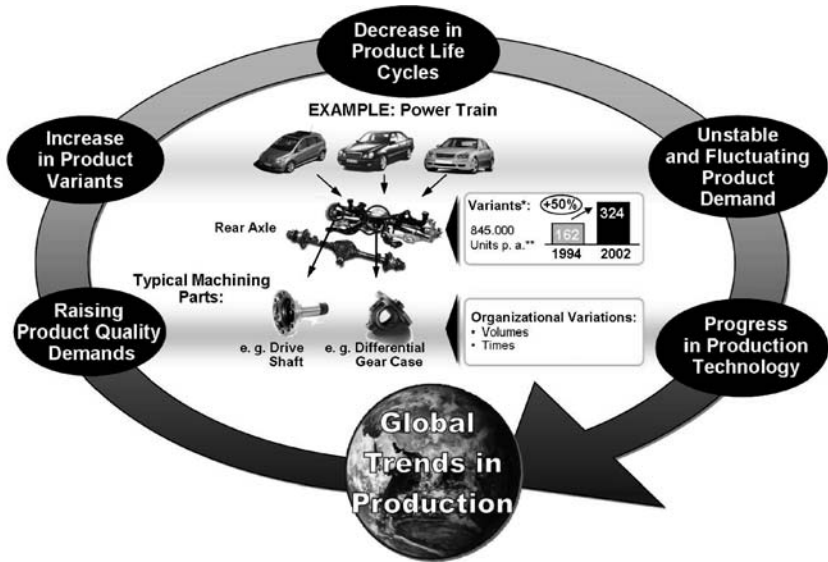 Decrease in
Product Life
Cycles
EXAMPLE: Power Train
Increase
in Product
Variants
Unstable
and Fluctuating
Product
Demand
Rear Axle
Variants*:
+50%
845.000
Units p. a.**
162
324
1994
2002
Typical Machining
Parts:
Raising
Product Quality
Demands
e. g. Drive
Shaft
e. g. Differential
Gear Case
Organizational Variations:
• Volumes
• Times
Progress
in Production
Technology
Global
Trends in
Production